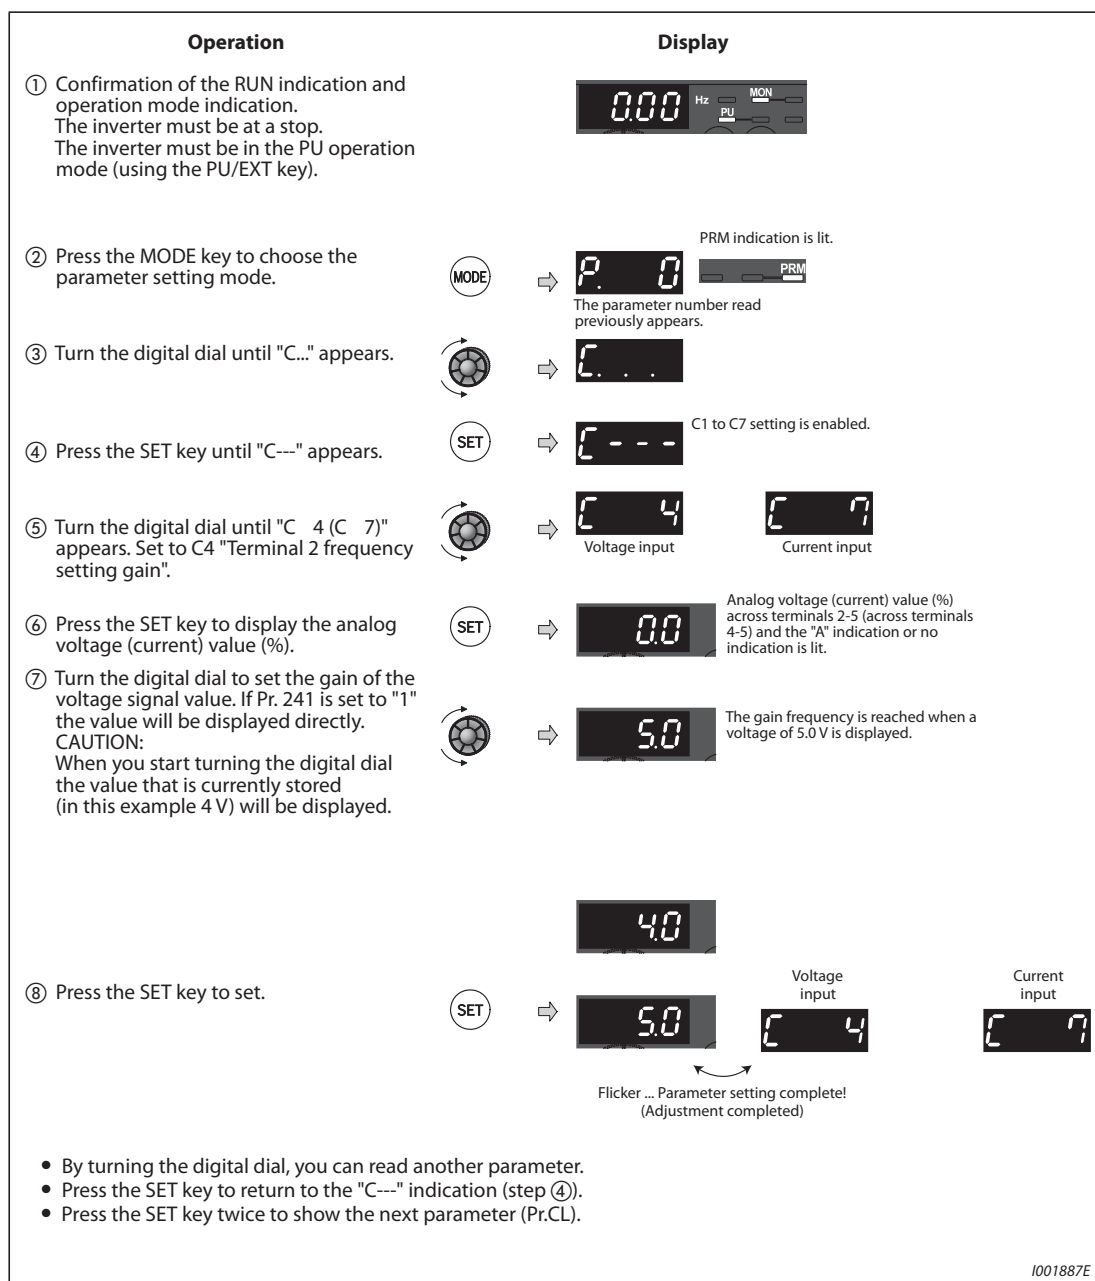 Operation
Display
① Confirmation of the RUN indication and
operation mode indication.
The inverter must be at a stop.
The inverter must be in the PU operation
mode (using the PU/EXT key).
0.00 Hz MON
PU
② Press the MODE key to choose the
parameter setting mode.
MODE
P. 0
PRM indication is lit.
PRM
The parameter number read
previously appears.
③ Turn the digital dial until "C..." appears.
C. . .
④ Press the SET key until "C---" appears.
SET
C - - -
C1 to C7 setting is enabled.
⑤ Turn the digital dial until "C 4 (C 7)"
appears. Set to C4 "Terminal 2 frequency
setting gain".
C 4
Voltage input
C 7
Current input
⑥ Press the SET key to display the analog
voltage (current) value (%).
SET
0.0
Analog voltage (current) value (%)
across terminals 2-5 (across terminals
4-5) and the "A" indication or no
indication is lit.
⑦ Turn the digital dial to set the gain of the
voltage signal value. If Pr. 241 is set to "1"
the value will be displayed directly.
CAUTION:
When you start turning the digital dial
the value that is currently stored
(in this example 4 V) will be displayed.
5.0
The gain frequency is reached when a
voltage of 5.0 V is displayed.
4.0
⑧ Press the SET key to set.
SET
5.0
Voltage
input
C 4
Current
input
C 7
Flicker ... Parameter setting complete!
(Adjustment completed)
• By turning the digital dial, you can read another parameter.
• Press the SET key to return to the "C---" indication (step ④).
• Press the SET key twice to show the next parameter (Pr.CL).
I001887E